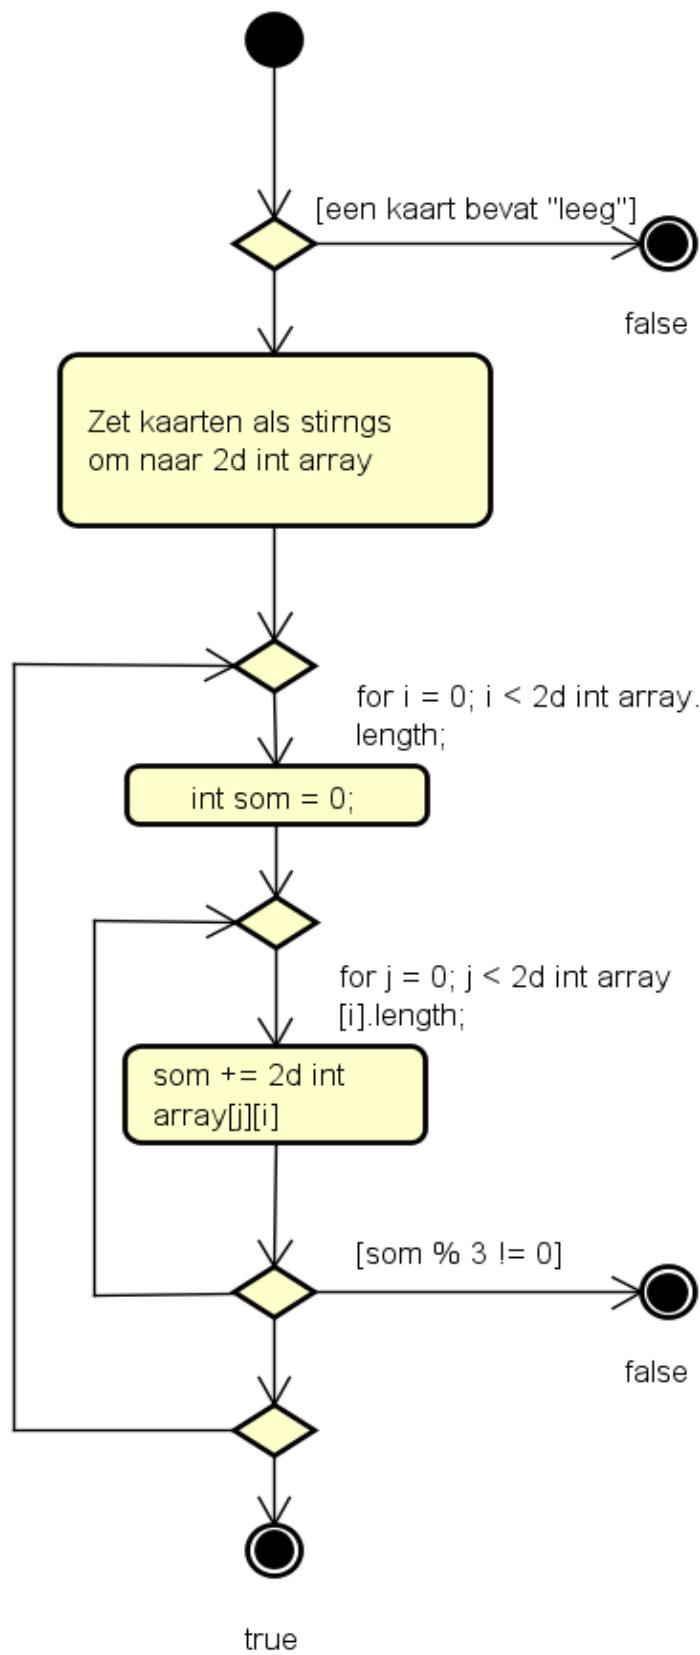 [een kaart bevat "leeg"]
false
Zet kaarten als stirngs
om naar 2d int array
for i = 0; i < 2d int array.
length;
int som = 0;
for j = 0; j < 2d int array
[i].length;
som += 2d int
array[j][i]
[som % 3 != 0]
false
true